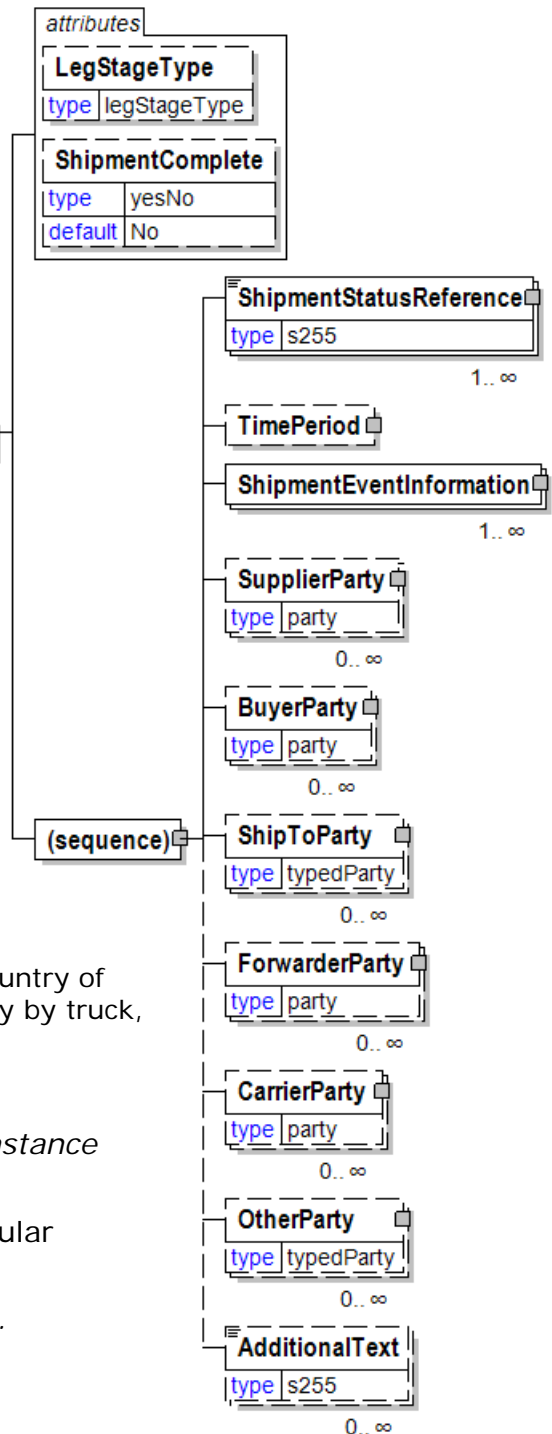 attributes
LegStageType
type legStageType
ShipmentComplete
type yesNo
default No
ShipmentStatusReference
type s255
1.. ∞
TimePeriod
ShipmentEventInformation
1.. ∞
SupplierParty
type party
0.. ∞
BuyerParty
type party
0.. ∞
(sequence)
ShipToParty
type typedParty
0.. ∞
ForwarderParty
type party
0.. ∞
CarrierParty
type party
0.. ∞
OtherParty
type typedParty
0.. ∞
AdditionalText
type s255
0.. ∞
untry of
y by truck,
nstance
ular
.